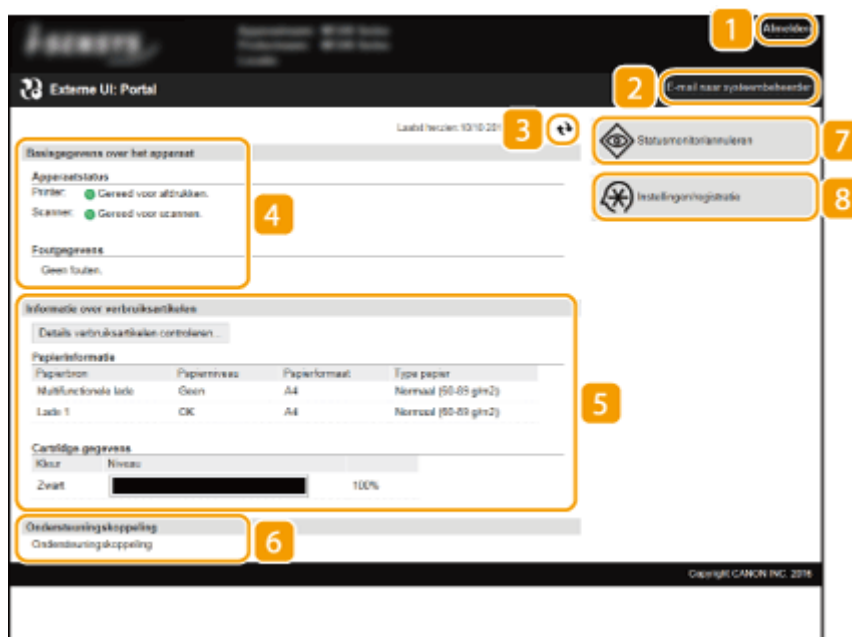 1
Afmelden
Externe UI: Portal
2
E-mail naar systeembeheerder
Laatst herzien: 10/10 201
3
Basisgegevens over het apparaat
Apparaatstatus
Printer: Gereed voor afdrukken.
Scanner: Gereed voor scannen.
4
Foutgegevens
Geen fouten.
7
Statusmonitor/annuleren
8
Instellingen/registratie
Informatie over verbruiksartikelen
Details verbruiksartikelen controleren...
Papierinformatie
Papierbron Papierniveau Papierformaat Type papier
Multifunctionele lade Geen A4 Normaal (60-89 g/m2)
Lade 1 OK A4 Normaal (60-89 g/m2)
5
Cartridge gegevens
Kleur Niveau
Zwart 100%
Ondersteuningskoppeling
Ondersteuningskoppeling
6
Copyright CANON INC. 2016